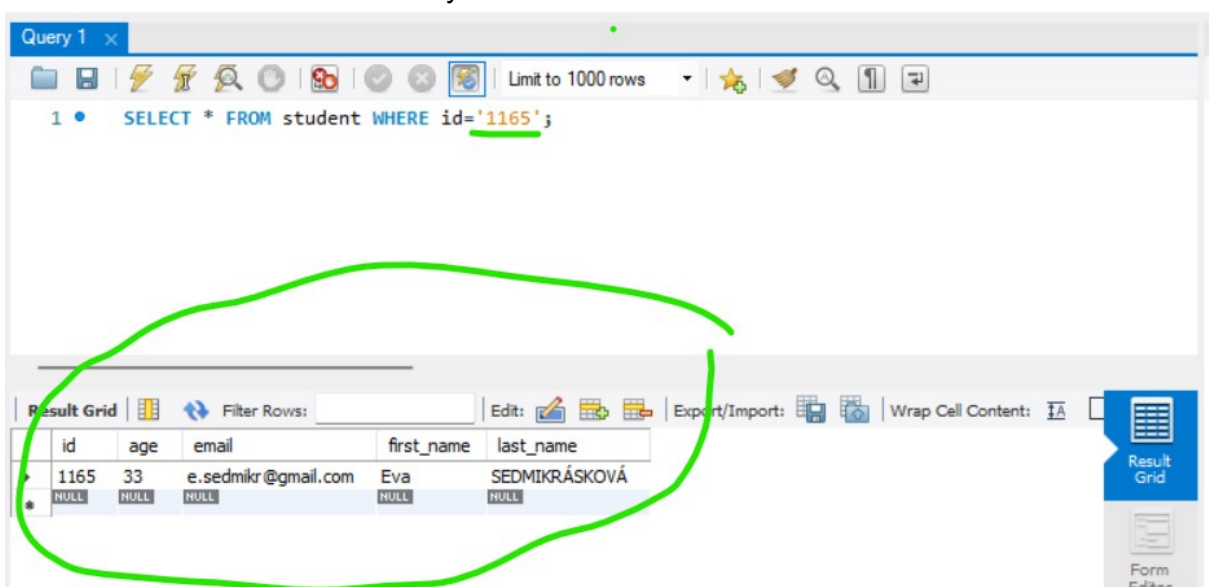 Query 1
Limit to 1000 rows
1 SELECT * FROM student WHERE id='1165';
Result Grid Filter Rows: Edit: Export/Import: Wrap Cell Content:
id age email first_name last_name
1165 33 e.sedmikr@gmail.com Eva SEDMIKRÁSKOVÁ
NULL NULL NULL NULL NULL
Result
Grid
Form
Editor